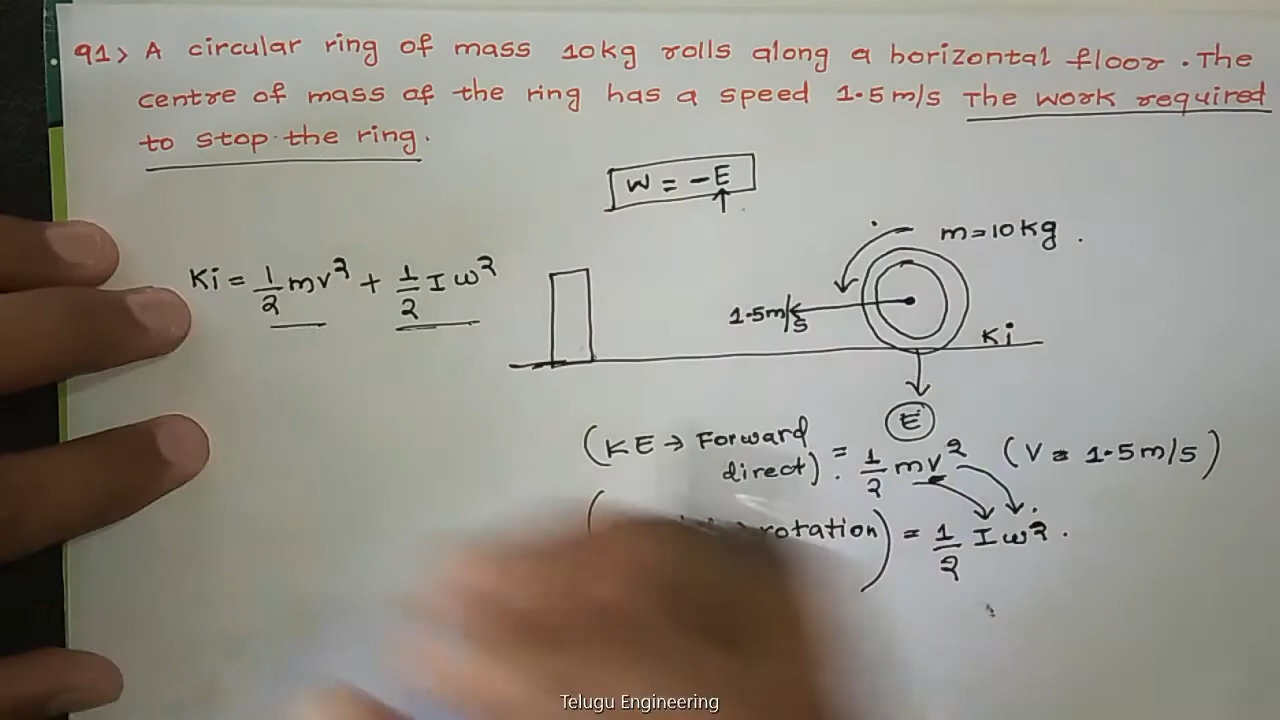 91> A circular ring of mass 10kg rolls along a horizontal floor. The
centre of mass of the ring has a speed 1.5m/s The work required
to stop the ring.
W = -E
m=10kg.
Ki = 1/2 mv² + 1/2 I ω²
1.5m/s
Ki
E
(KE → Forward
direct) = 1/2 mv² (V = 1.5m/s)
rotation) = 1/2 I ω².
Telugu Engineering